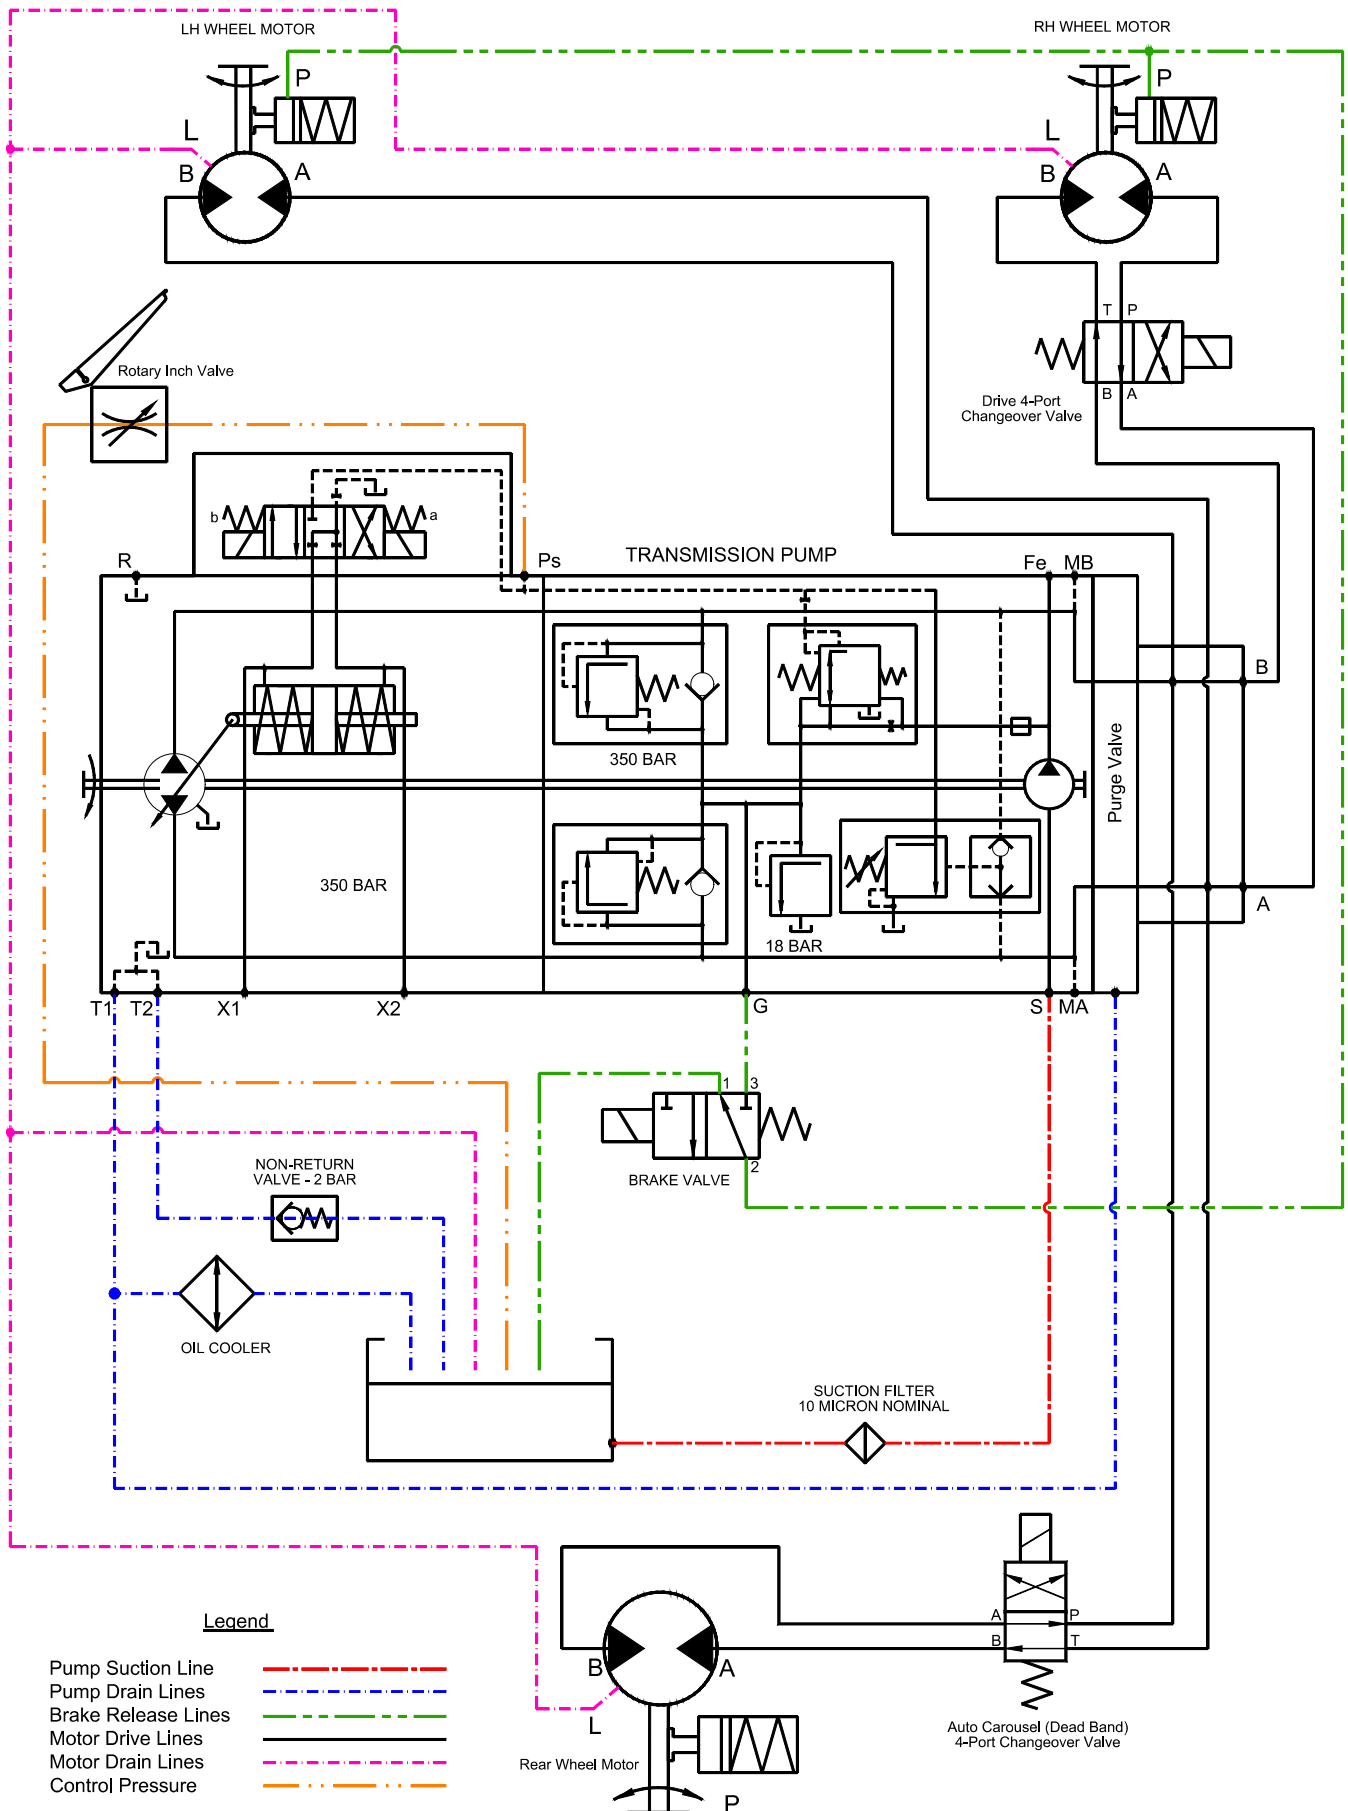 LH WHEEL MOTOR
RH WHEEL MOTOR
P
P
L
L
B
A
B
A
T P
Rotary Inch Valve
B A
Drive 4-Port
Changeover Valve
b
a
R
Ps
TRANSMISSION PUMP
Fe MB
B
350 BAR
Purge Valve
350 BAR
A
18 BAR
T1 T2 X1 X2
G
S MA
1 3
2
BRAKE VALVE
NON-RETURN
VALVE - 2 BAR
OIL COOLER
SUCTION FILTER
10 MICRON NOMINAL
A P
B T
Legend
Pump Suction Line
Pump Drain Lines
Brake Release Lines
Motor Drive Lines
Motor Drain Lines
Control Pressure
B
A
L
Rear Wheel Motor
P
Auto Carousel (Dead Band)
4-Port Changeover Valve